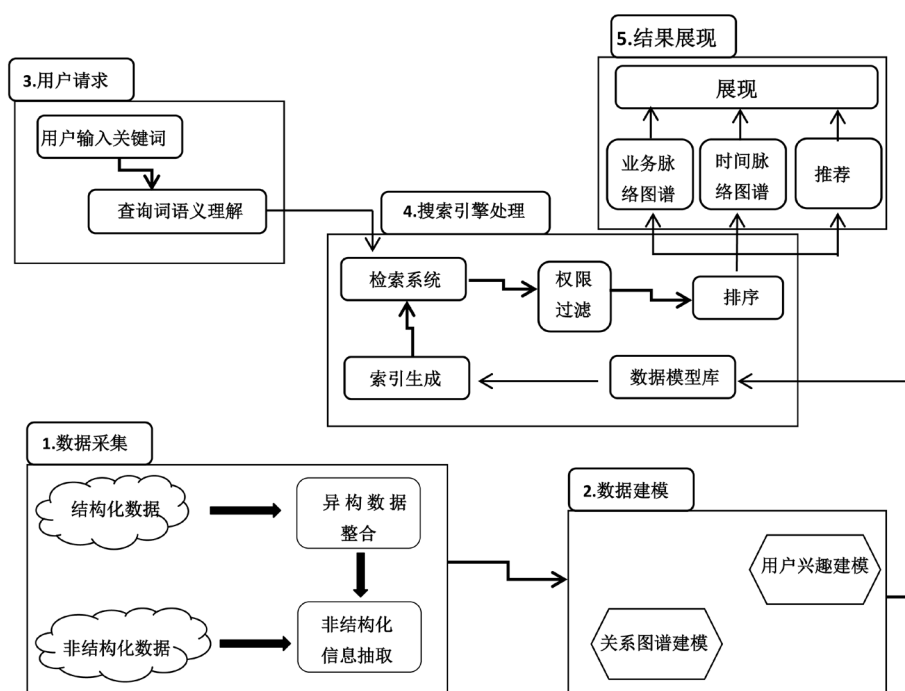 5.结果展现
展现
业务脉
络图谱
时间脉
络图谱
推荐
3.用户请求
用户输入关键词
查询词语义理解
4.搜索引擎处理
检索系统
权限
过滤
排序
索引生成
数据模型库
1.数据采集
结构化数据
异构数据
整合
非结构化数据
非结构化
信息抽取
2.数据建模
用户兴趣建模
关系图谱建模